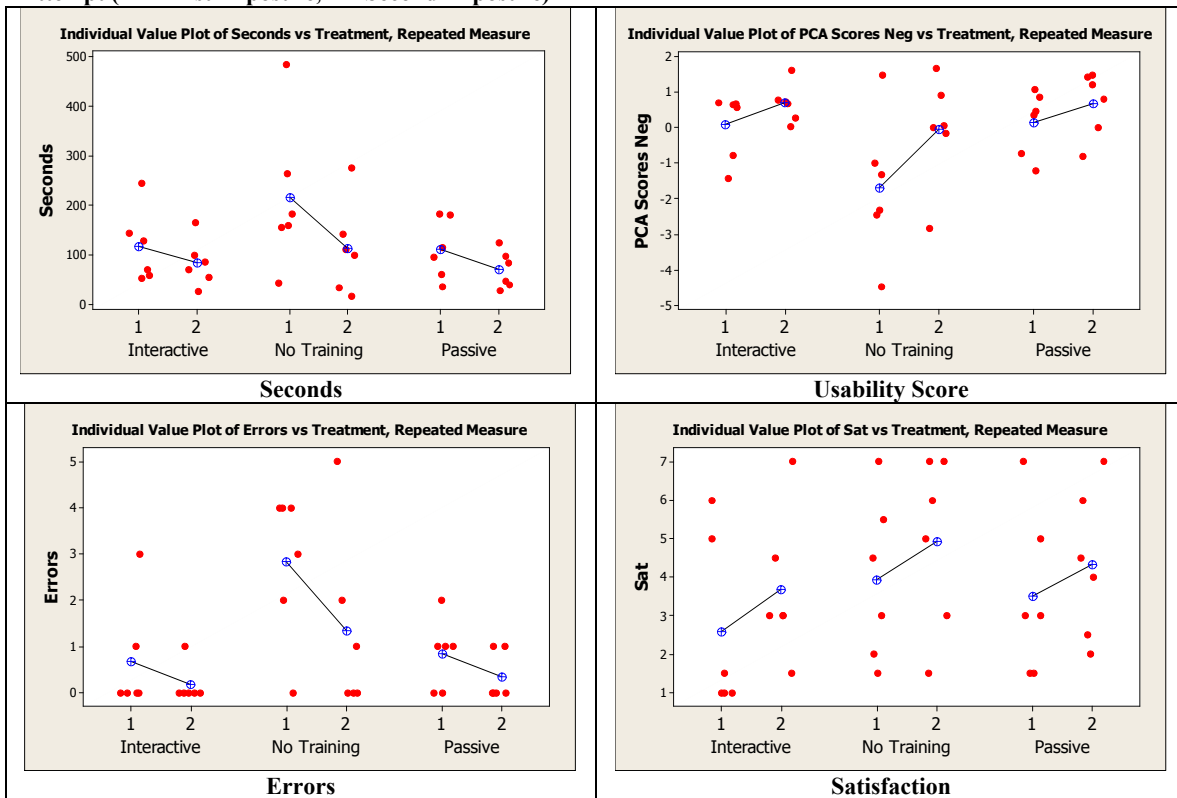 Individual Value Plot of Seconds vs Treatment, Repeated Measure
500
400
300
200
100
0
Seconds
1 2 1 2 1 2
Interactive No Training Passive
Seconds
Individual Value Plot of PCA Scores Neg vs Treatment, Repeated Measure
2
1
0
-1
-2
-3
-4
-5
PCA Scores Neg
1 2 1 2 1 2
Interactive No Training Passive
Usability Score
Individual Value Plot of Errors vs Treatment, Repeated Measure
5
4
3
2
1
0
Errors
1 2 1 2 1 2
Interactive No Training Passive
Errors
Individual Value Plot of Sat vs Treatment, Repeated Measure
7
6
5
4
3
2
1
Sat
1 2 1 2 1 2
Interactive No Training Passive
Satisfaction